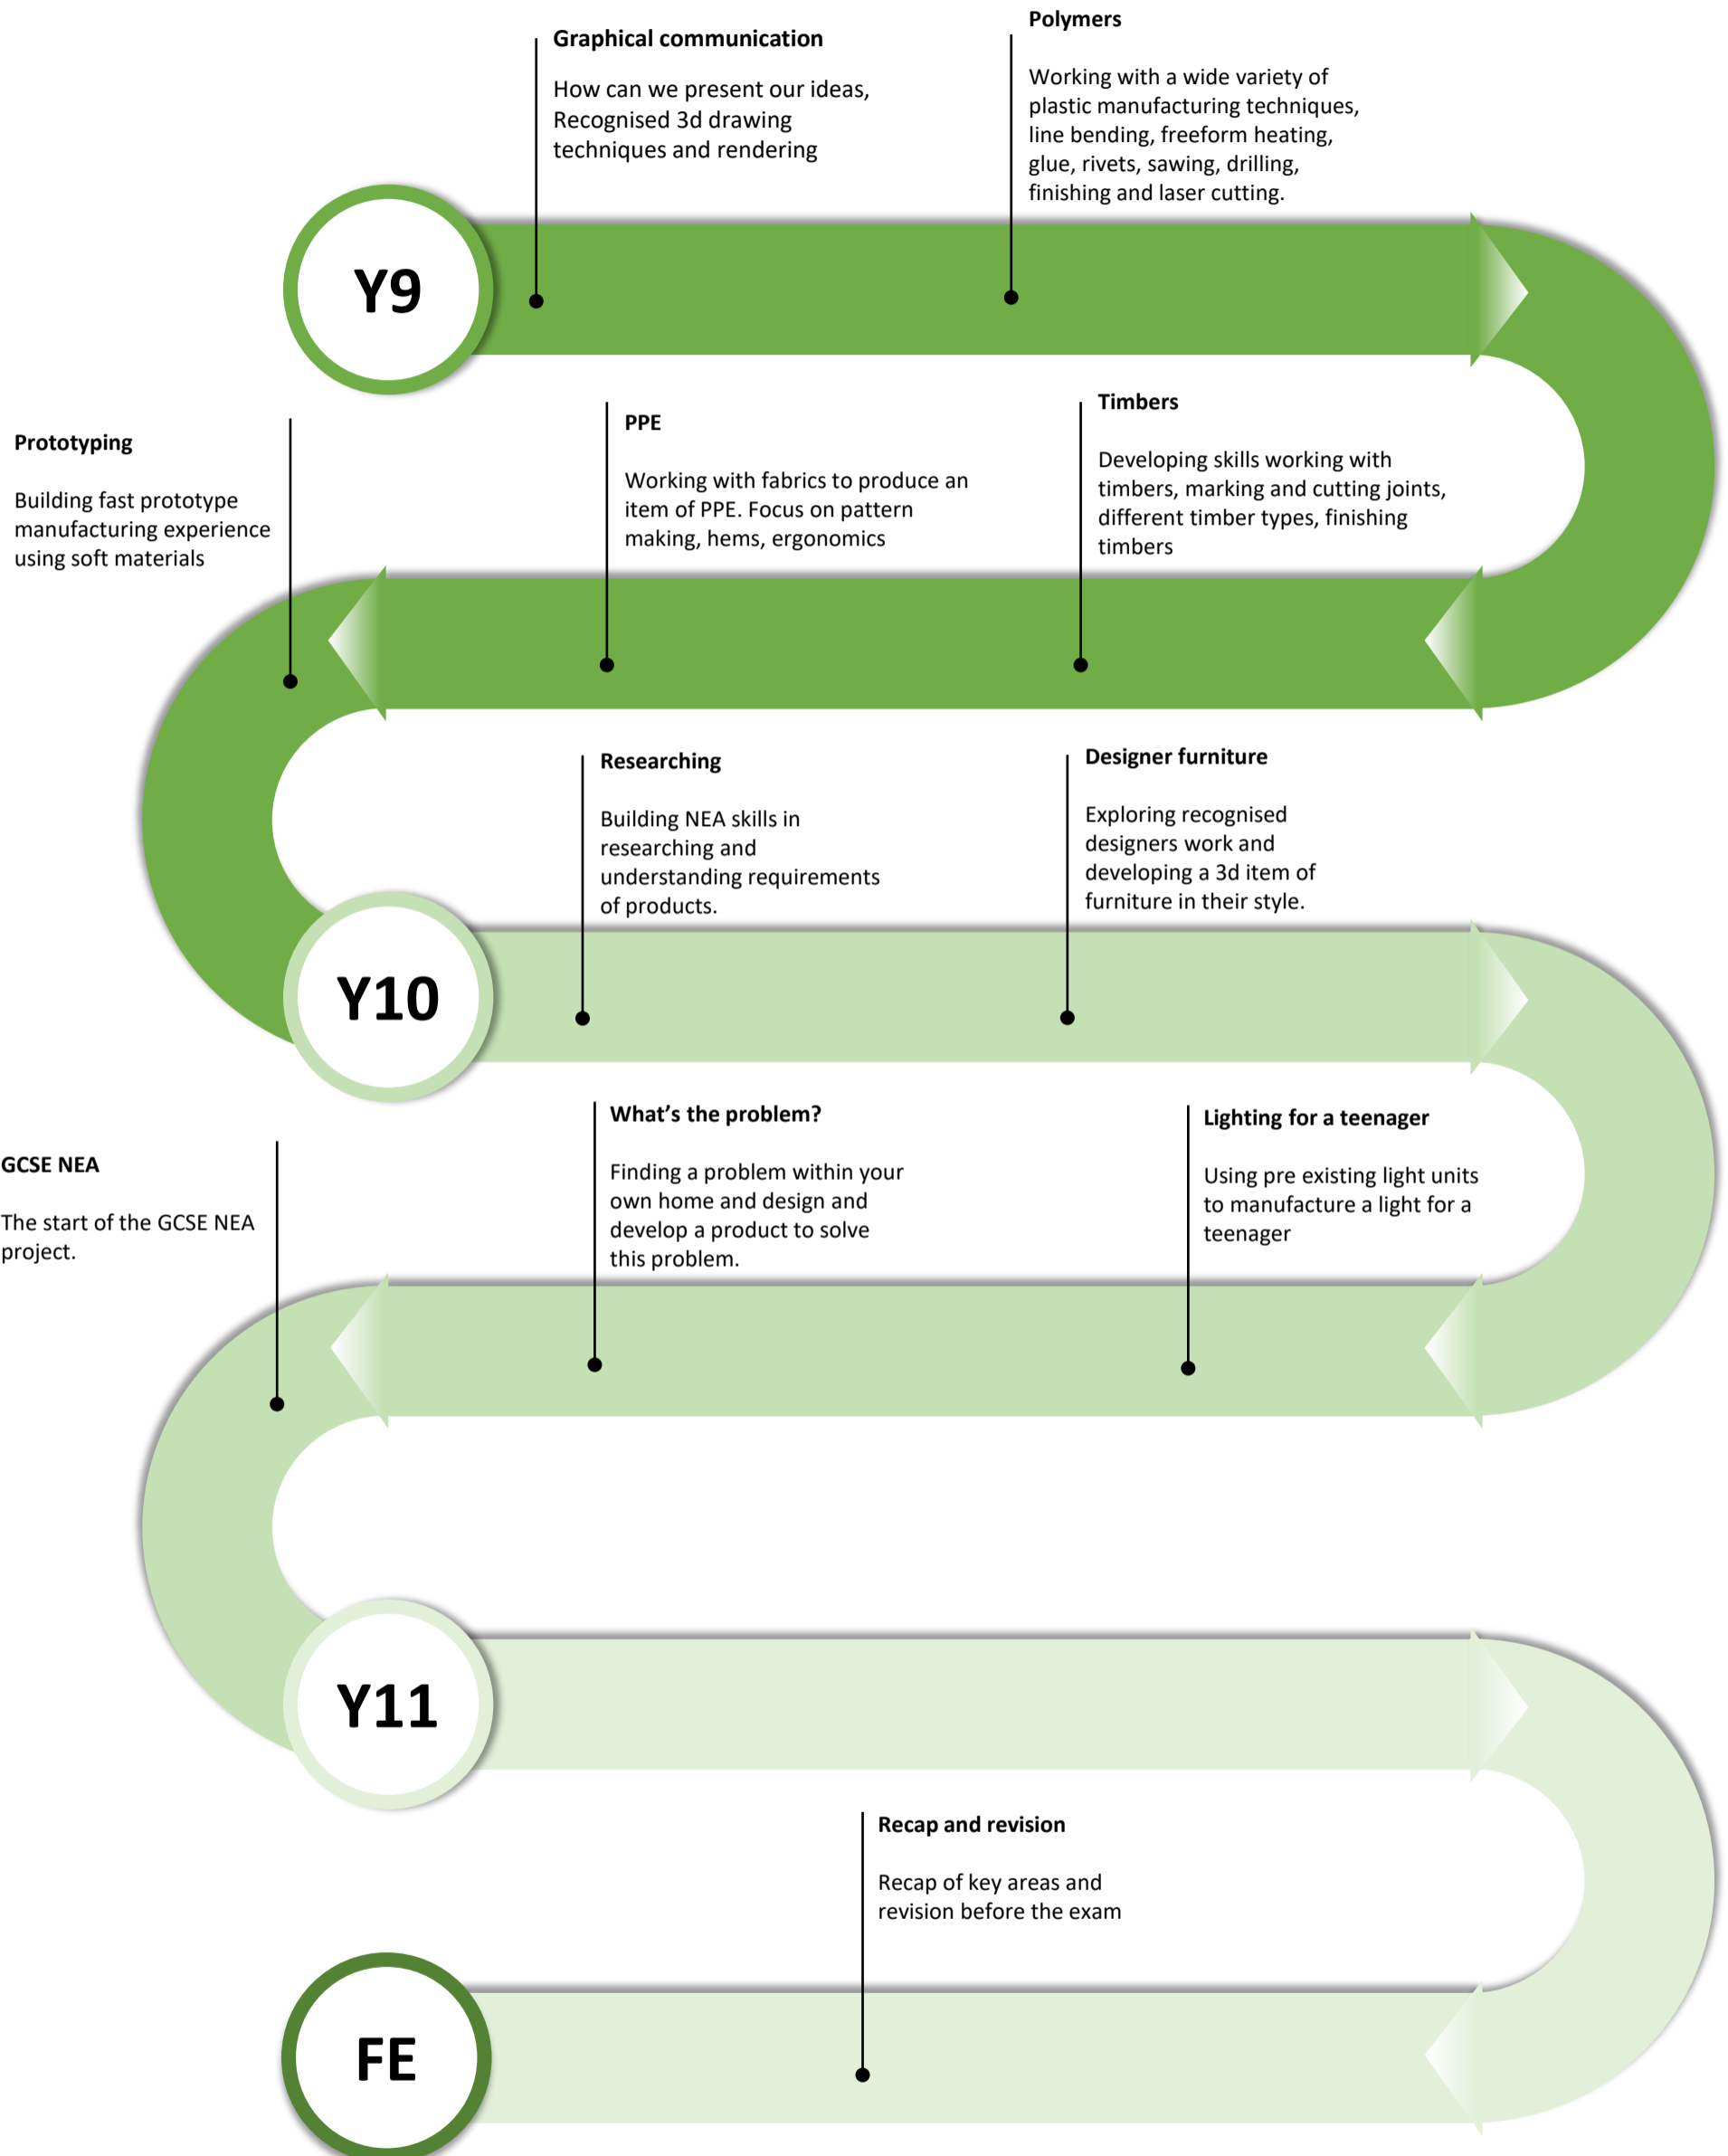 Graphical communication
How can we present our ideas,
Recognised 3d drawing
techniques and rendering
Polymers
Working with a wide variety of
plastic manufacturing techniques,
line bending, freeform heating,
glue, rivets, sawing, drilling,
finishing and laser cutting.
Y9
Timbers
Developing skills working with
timbers, marking and cutting joints,
different timber types, finishing
timbers
PPE
Working with fabrics to produce an
item of PPE. Focus on pattern
making, hems, ergonomics
Prototyping
Building fast prototype
manufacturing experience
using soft materials
Y10
Researching
Building NEA skills in
researching and
understanding requirements
of products.
Designer furniture
Exploring recognised
designers work and
developing a 3d item of
furniture in their style.
Lighting for a teenager
Using pre existing light units
to manufacture a light for a
teenager
What’s the problem?
Finding a problem within your
own home and design and
develop a product to solve
this problem.
GCSE NEA
The start of the GCSE NEA
project.
Y11
Recap and revision
Recap of key areas and
revision before the exam
FE